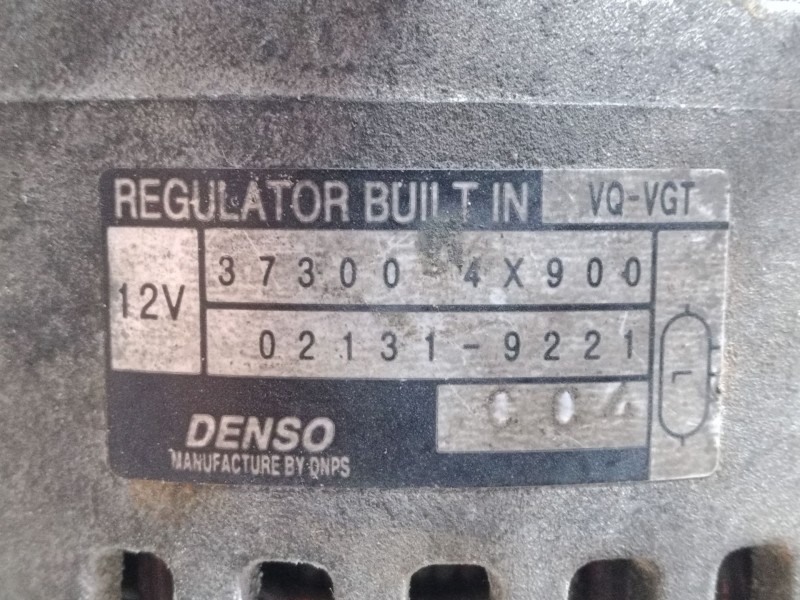 REGULATOR BUILT IN VQ-VGT
12V
37300 4X900
02131-9221
L
DENSO
MANUFACTURE BY DNPS